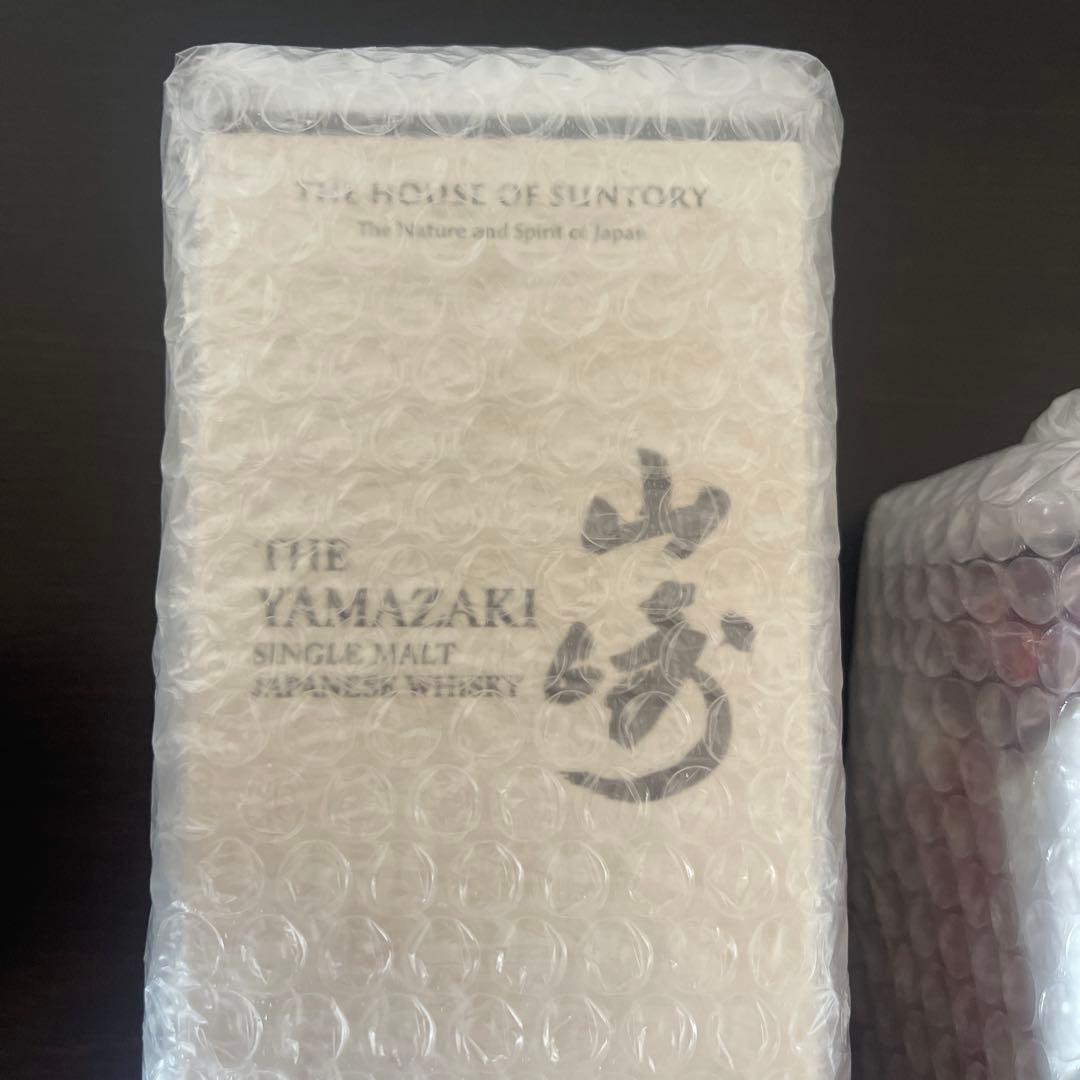 THE HOUSE OF SUNTORY
The Nature and Spirit of Japan
THE
YAMAZAKI
SINGLE MALT
JAPANESE WHISKY
山崎